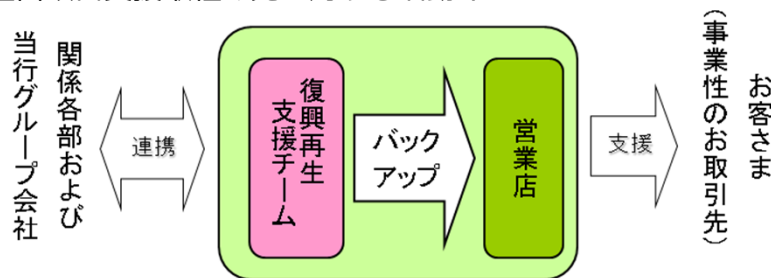 関係各部および
当行グループ会社
連携
復興再生
支援チーム
バック
アップ
営業店
支援
お客さま
(事業性のお取引先)